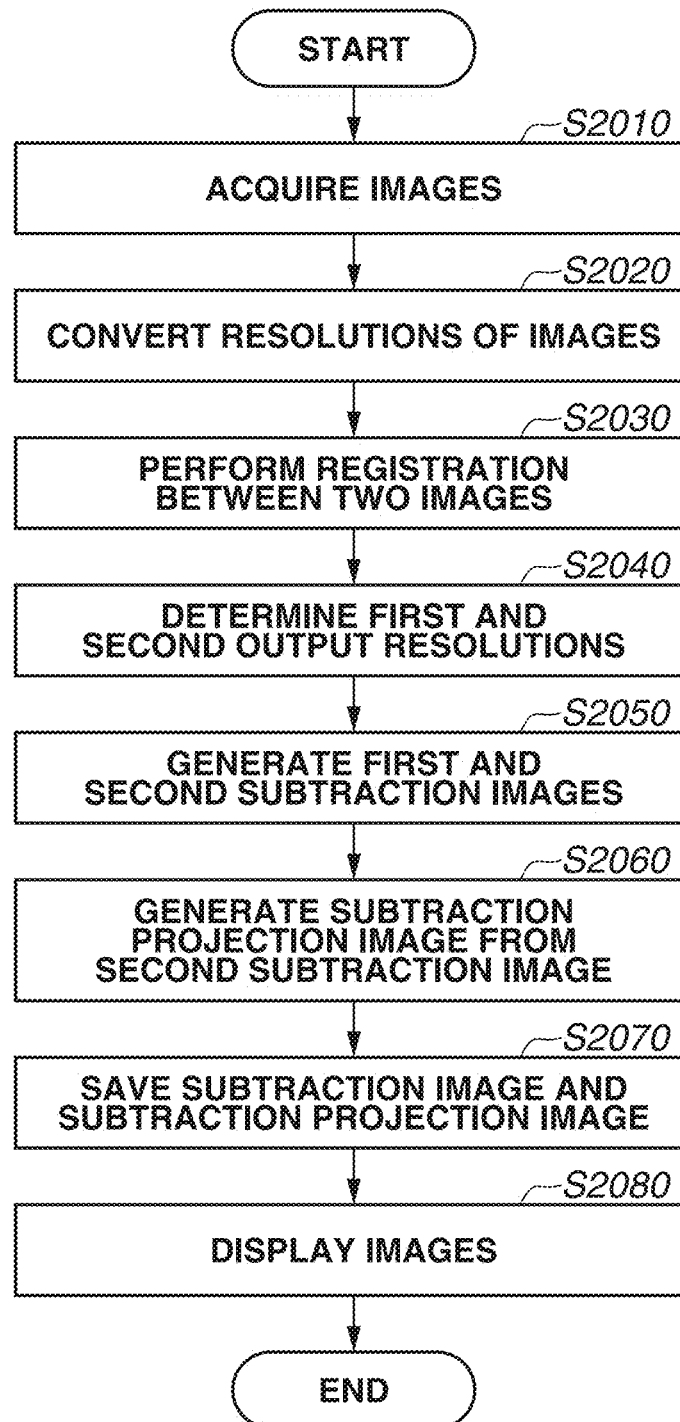 START
S2010
ACQUIRE IMAGES
S2020
CONVERT RESOLUTIONS OF IMAGES
S2030
PERFORM REGISTRATION
BETWEEN TWO IMAGES
S2040
DETERMINE FIRST AND
SECOND OUTPUT RESOLUTIONS
S2050
GENERATE FIRST AND
SECOND SUBTRACTION IMAGES
S2060
GENERATE SUBTRACTION
PROJECTION IMAGE FROM
SECOND SUBTRACTION IMAGE
S2070
SAVE SUBTRACTION IMAGE AND
SUBTRACTION PROJECTION IMAGE
S2080
DISPLAY IMAGES
END